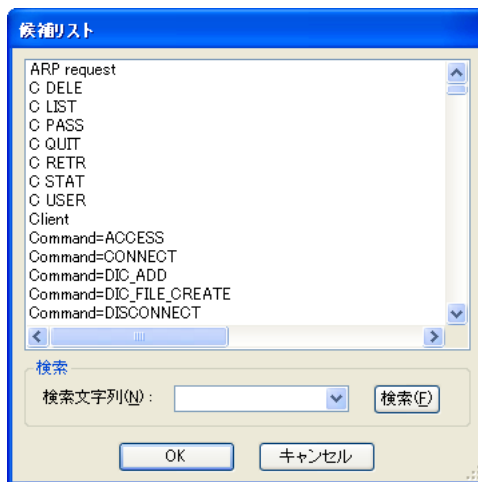 候補リスト
ARP request
C DELE
C LIST
C PASS
C QUIT
C RETR
C STAT
C USER
Client
Command=ACCESS
Command=CONNECT
Command=DIC_ADD
Command=DIC_FILE_CREATE
Command=DISCONNECT
検索
検索文字列(N): 検索(F)
OK キャンセル